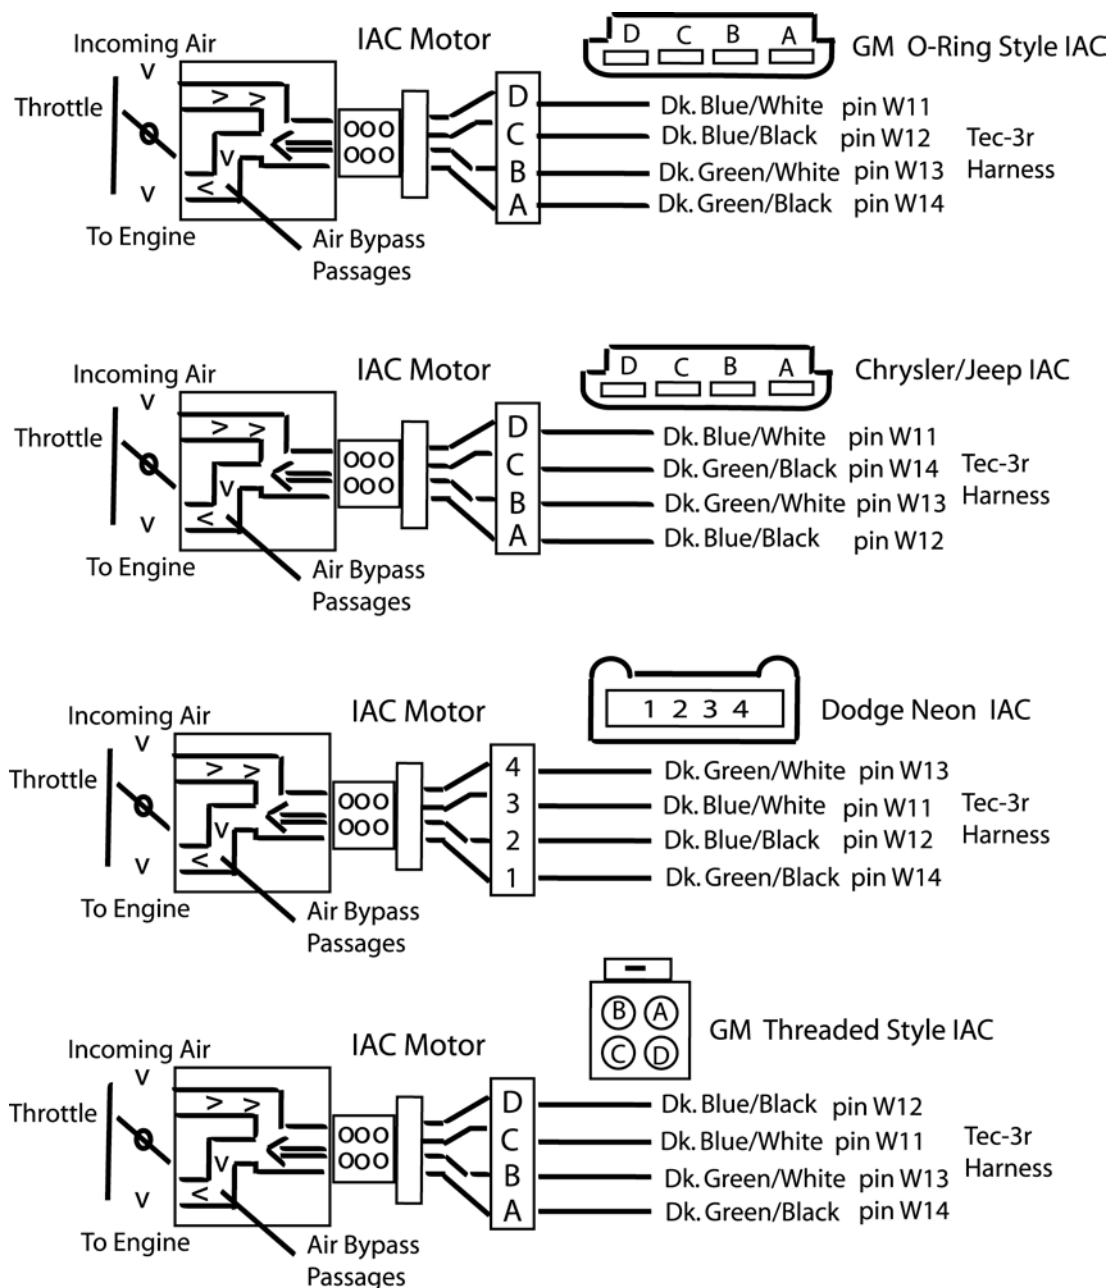 D C B A
Incoming Air
IAC Motor
GM O-Ring Style IAC
V
Throttle
> >
V
<
V
To Engine
Air Bypass
Passages
OOO
OOO
D Dk. Blue/White pin W11
C Dk. Blue/Black pin W12
B Dk. Green/White pin W13
A Dk. Green/Black pin W14
Tec-3r
Harness
D C B A
Incoming Air
IAC Motor
Chrysler/Jeep IAC
V
Throttle
> >
V
<
V
To Engine
Air Bypass
Passages
OOO
OOO
D Dk. Blue/White pin W11
C Dk. Green/Black pin W14
B Dk. Green/White pin W13
A Dk. Blue/Black pin W12
Tec-3r
Harness
1 2 3 4
Incoming Air
IAC Motor
Dodge Neon IAC
V
Throttle
> >
V
<
V
To Engine
Air Bypass
Passages
OOO
OOO
4 Dk. Green/White pin W13
3 Dk. Blue/White pin W11
2 Dk. Blue/Black pin W12
1 Dk. Green/Black pin W14
Tec-3r
Harness
B A
C D
Incoming Air
IAC Motor
GM Threaded Style IAC
V
Throttle
> >
V
<
V
To Engine
Air Bypass
Passages
OOO
OOO
D Dk. Blue/Black pin W12
C Dk. Blue/White pin W11
B Dk. Green/White pin W13
A Dk. Green/Black pin W14
Tec-3r
Harness